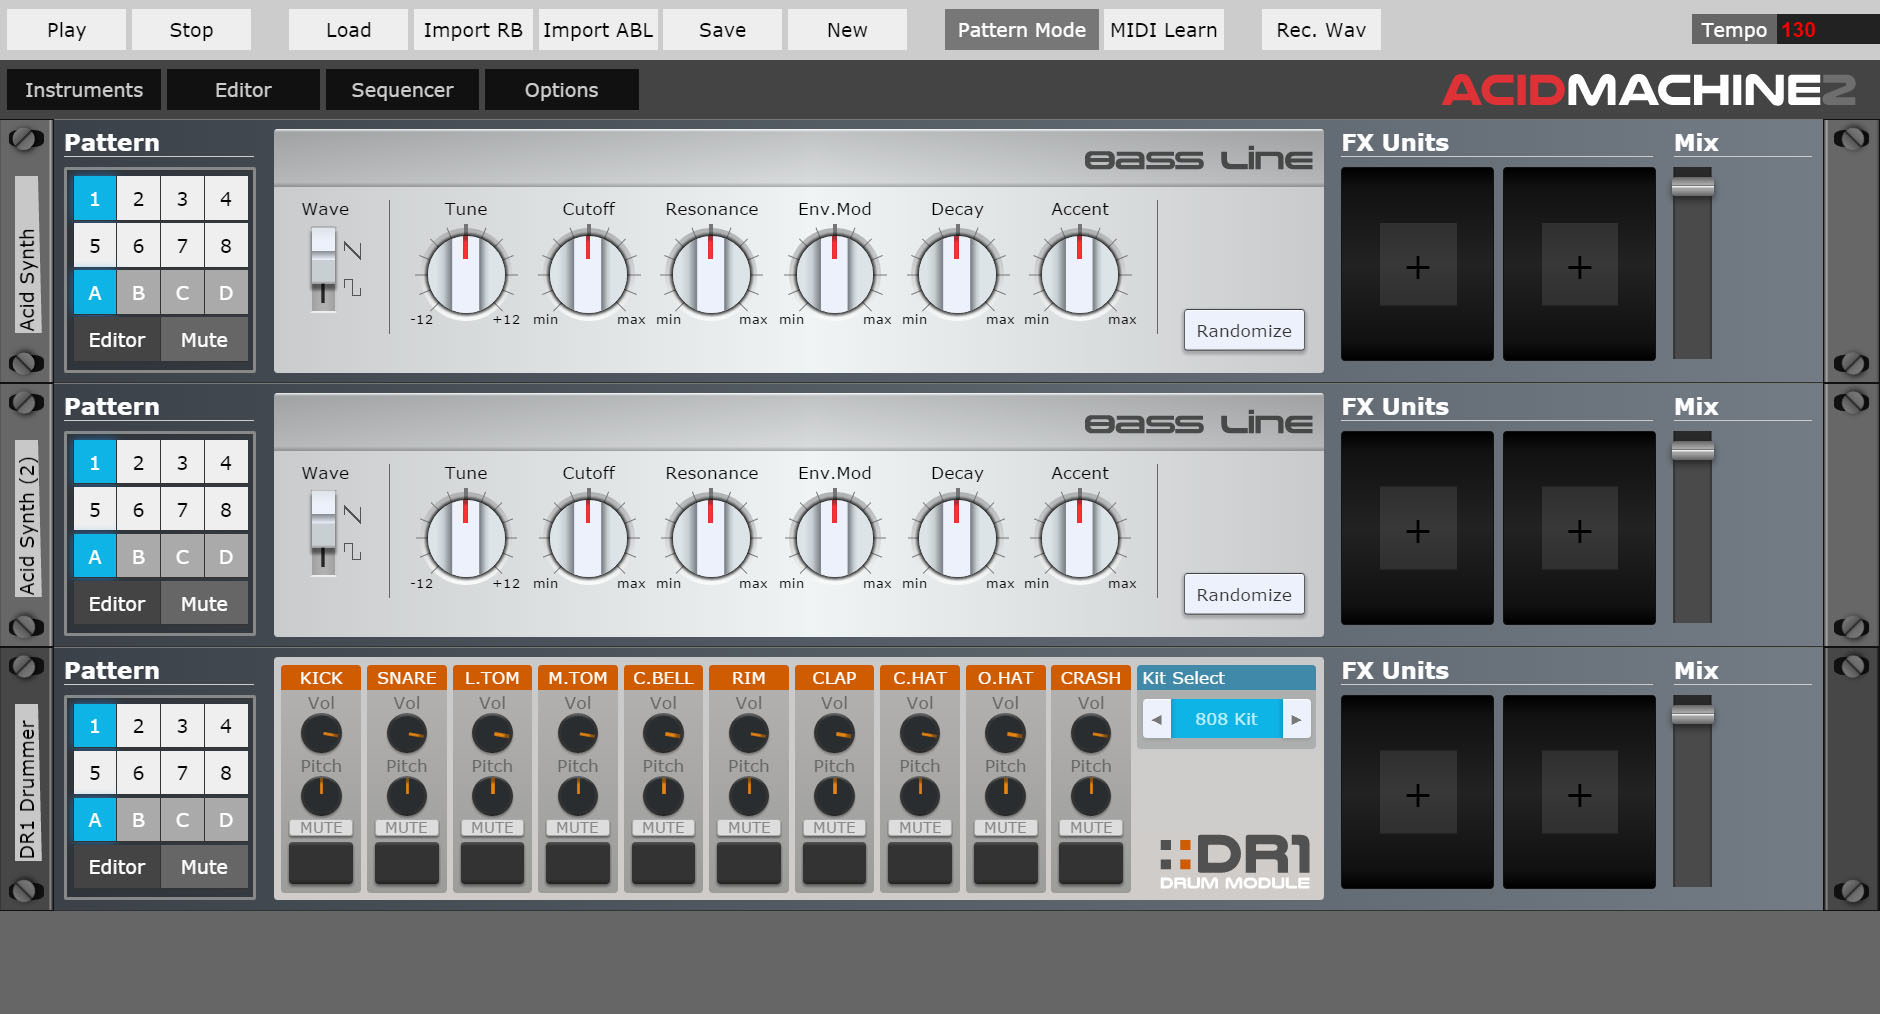 Play Stop Load Import RB Import ABL Save New Pattern Mode MIDI Learn Rec. Wav Tempo 130
Instruments Editor Sequencer Options ACIDMACHINE2
Acid Synth
Pattern
1 2 3 4
5 6 7 8
A B C D
Editor Mute
Bass Line
Wave Tune Cutoff Resonance Env.Mod Decay Accent
-12 +12 min max min max min max min max min max
Randomize
FX Units
+ +
Mix
Acid Synth (2)
Pattern
1 2 3 4
5 6 7 8
A B C D
Editor Mute
Bass Line
Wave Tune Cutoff Resonance Env.Mod Decay Accent
-12 +12 min max min max min max min max min max
Randomize
FX Units
+ +
Mix
DR1 Drummer
Pattern
1 2 3 4
5 6 7 8
A B C D
Editor Mute
KICK SNARE L.TOM M.TOM C.BELL RIM CLAP C.HAT O.HAT CRASH
Vol Vol Vol Vol Vol Vol Vol Vol Vol Vol
Pitch Pitch Pitch Pitch Pitch Pitch Pitch Pitch Pitch Pitch
MUTE MUTE MUTE MUTE MUTE MUTE MUTE MUTE MUTE MUTE
Kit Select
808 Kit
DR1
DRUM MODULE
FX Units
+ +
Mix